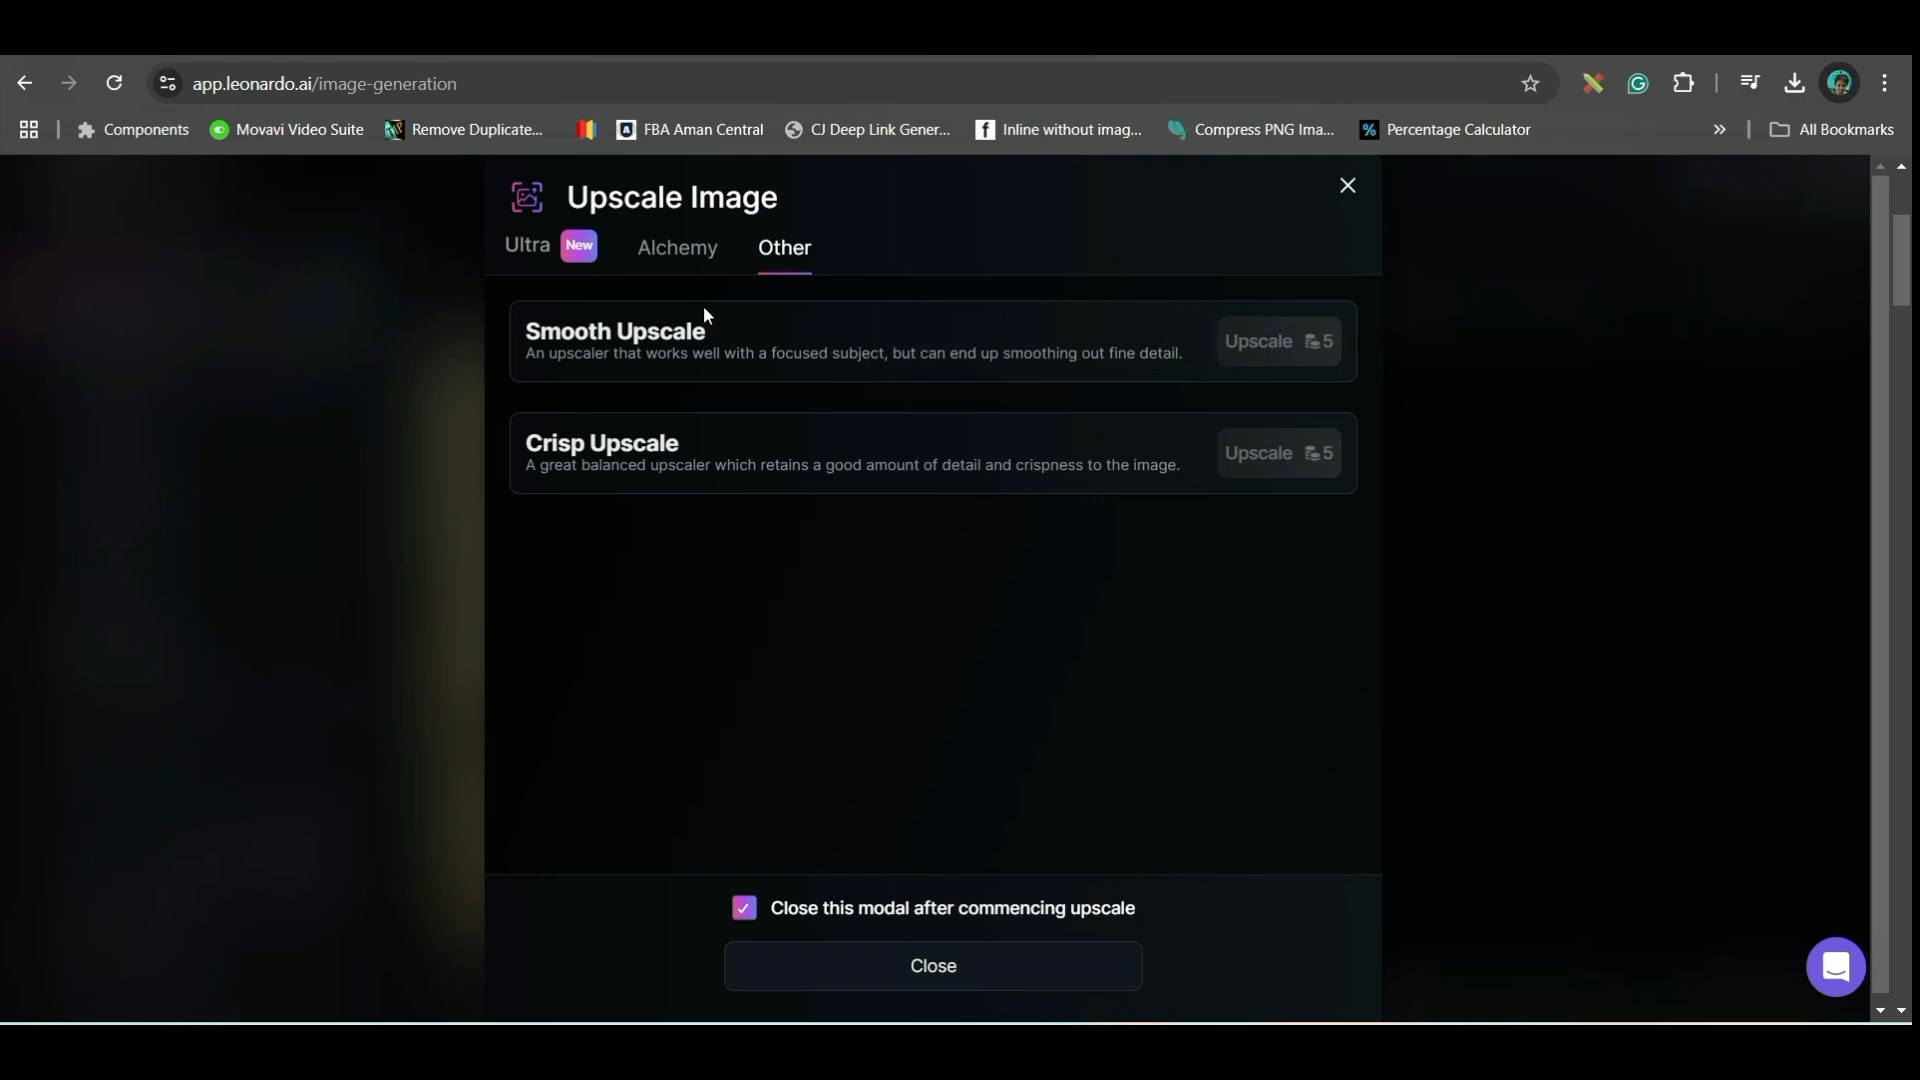 app.leonardo.ai/image-generation
Components
Movavi Video Suite
Remove Duplicate...
FBA Aman Central
CJ Deep Link Gener...
Inline without imag...
Compress PNG Ima...
Percentage Calculator
»
All Bookmarks
Upscale Image
Ultra New Alchemy Other
Smooth Upscale
An upscaler that works well with a focused subject, but can end up smoothing out fine detail.
Upscale 5
Crisp Upscale
A great balanced upscaler which retains a good amount of detail and crispness to the image.
Upscale 5
Close this modal after commencing upscale
Close